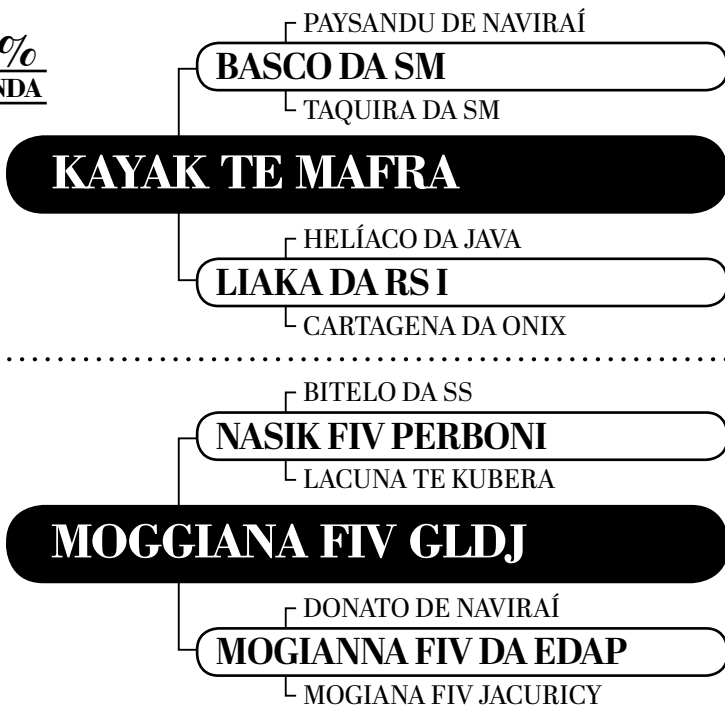 %
PAYSANDU DE NAVIRAÍ
BASCO DA SM
TAQUIRA DA SM
KAYAK TE MAFRA
HELÍACO DA JAVA
LIAKA DA RS I
CARTAGENA DA ONIX
BITELO DA SS
NASIK FIV PERBONI
LACUNA TE KUBERA
MOGGIANA FIV GLDJ
DONATO DE NAVIRAÍ
MOGIANNA FIV DA EDAP
MOGIANA FIV JACURICY